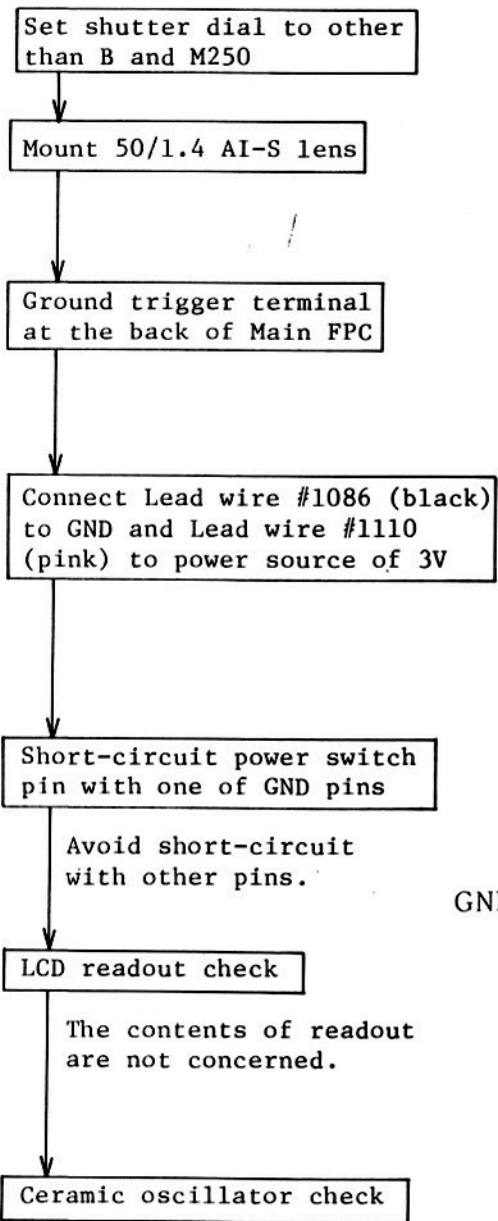 Set shutter dial to other
than B and M250
Mount 50/1.4 AI-S lens
Ground trigger terminal
at the back of Main FPC
Connect Lead wire #1086 (black)
to GND and Lead wire #1110
(pink) to power source of 3V
Short-circuit power switch
pin with one of GND pins
Avoid short-circuit
with other pins.
GN
LCD readout check
The contents of readout
are not concerned.
Ceramic oscillator check